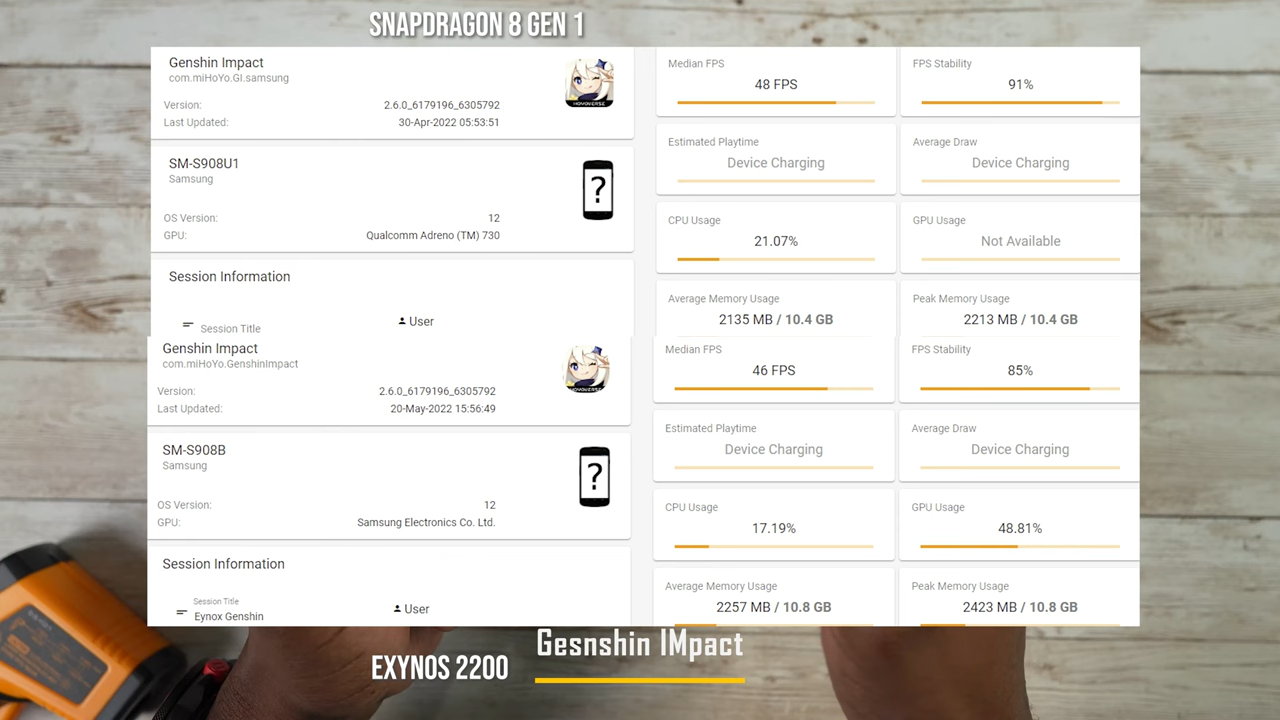 SNAPDRAGON 8 GEN 1
Genshin Impact
com.miHoYo.GI.samsung
HOYOVERSE
Version: 2.6.0_6179196_6305792
Last Updated: 30-Apr-2022 05:53:51
SM-S908U1
Samsung
?
OS Version: 12
GPU: Qualcomm Adreno (TM) 730
Session Information
Session Title
User
Median FPS
48 FPS
FPS Stability
91%
Estimated Playtime
Device Charging
Average Draw
Device Charging
CPU Usage
21.07%
GPU Usage
Not Available
Average Memory Usage
2135 MB / 10.4 GB
Peak Memory Usage
2213 MB / 10.4 GB
Genshin Impact
com.miHoYo.GenshinImpact
HOYOVERSE
Version: 2.6.0_6179196_6305792
Last Updated: 20-May-2022 15:56:49
SM-S908B
Samsung
?
OS Version: 12
GPU: Samsung Electronics Co. Ltd.
Session Information
Session Title
Eynox Genshin
User
Median FPS
46 FPS
FPS Stability
85%
Estimated Playtime
Device Charging
Average Draw
Device Charging
CPU Usage
17.19%
GPU Usage
48.81%
Average Memory Usage
2257 MB / 10.8 GB
Peak Memory Usage
2423 MB / 10.8 GB
Gesnshin IMpact
EXYNOS 2200